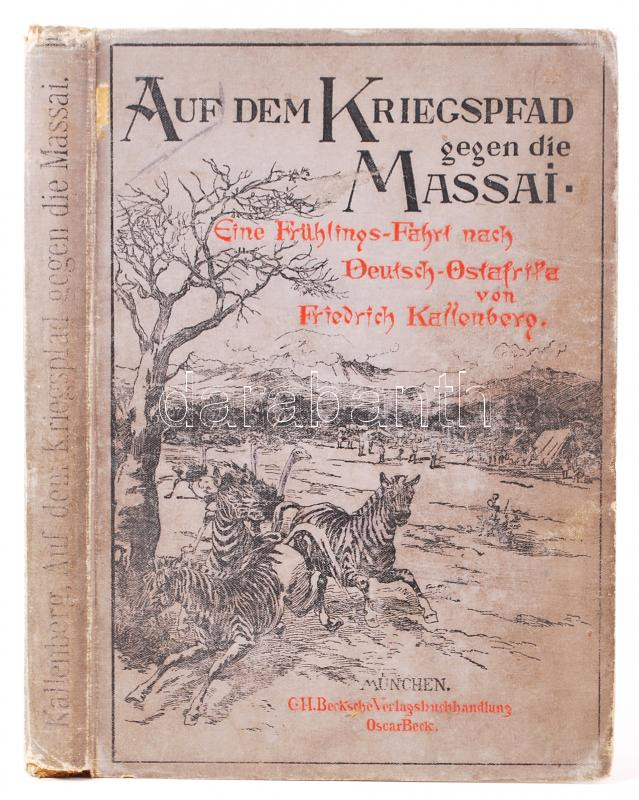 Kallenberg, Auf dem Kriegspfad gegen die Massai.
AUF DEM KRIEGSPFAD
gegen die
MASSAI.
Eine Frühlings-Fahrt nach
Deutsch-Ostafrika
von
Friedrich Kallenberg.
darabanth
MÜNCHEN.
C.H.Beck'sche Verlagsbuchhandlung
Oscar Beck.